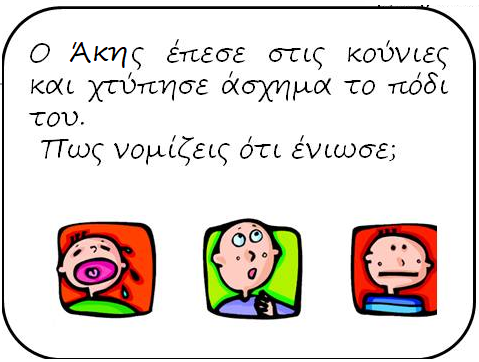 Ο Άκης έπεσε στις κούνιες
και χτύπησε άσχημα το πόδι
του.
Πως νομίζεις ότι ένιωσε;